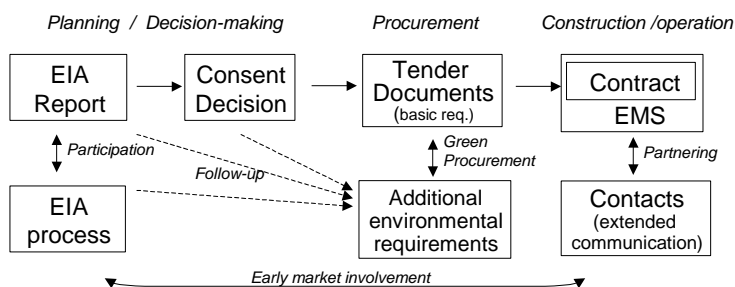 Planning / Decision-making
Procurement
Construction /operation
EIA
Report
Consent
Decision
Tender
Documents
(basic req.)
Contract
EMS
Participation
Follow-up
Green
Procurement
Partnering
EIA
process
Additional
environmental
requirements
Contacts
(extended
communication)
Early market involvement